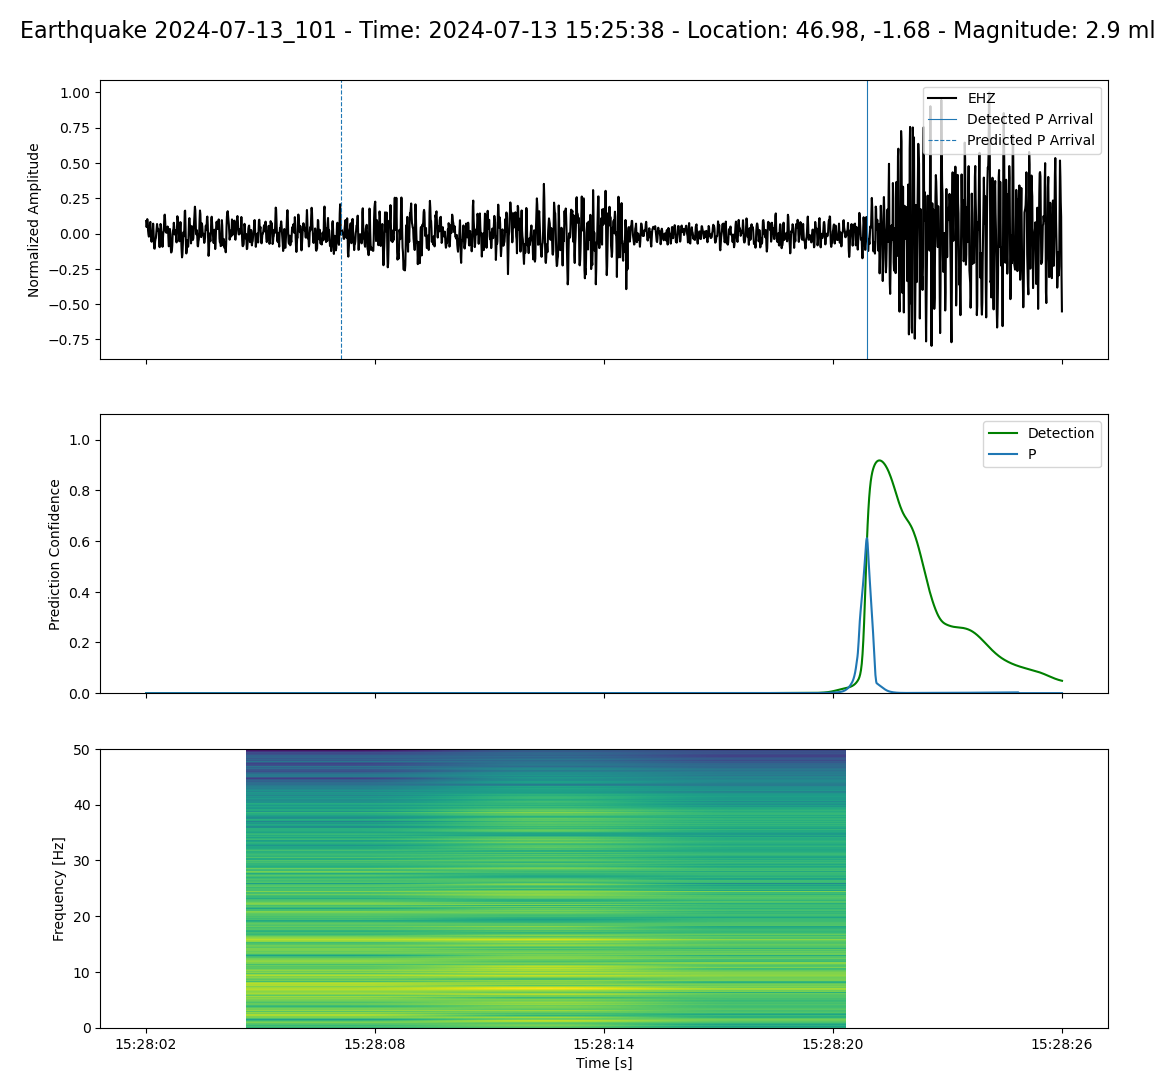 Earthquake 2024-07-13_101 - Time: 2024-07-13 15:25:38 - Location: 46.98, -1.68 - Magnitude: 2.9 ml
Normalized Amplitude
1.00
0.75
0.50
0.25
0.00
−0.25
−0.50
−0.75
EHZ
Detected P Arrival
Predicted P Arrival
Prediction Confidence
1.0
0.8
0.6
0.4
0.2
0.0
Detection
P
Frequency [Hz]
50
40
30
20
10
0
15:28:02 15:28:08 15:28:14 15:28:20 15:28:26
Time [s]